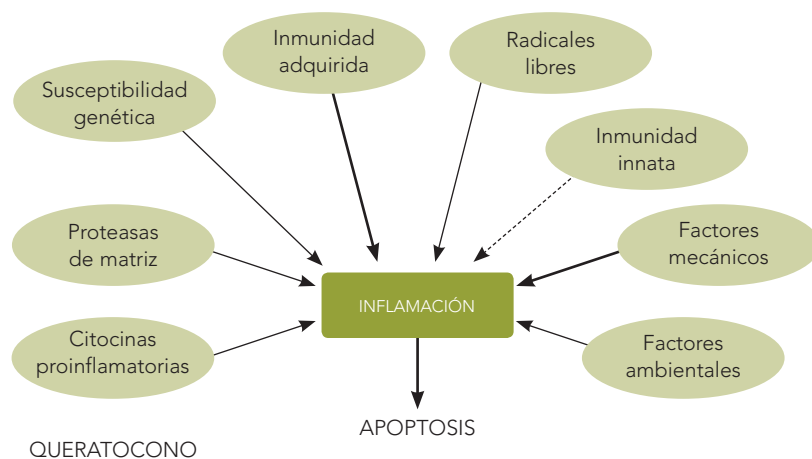 Inmunidad
adquirida
Radicales
libres
Susceptibilidad
genética
Inmunidad
innata
Proteasas
de matriz
Factores
mecánicos
INFLAMACIÓN
Citocinas
proinflamatorias
Factores
ambientales
APOPTOSIS
QUERATOCONO